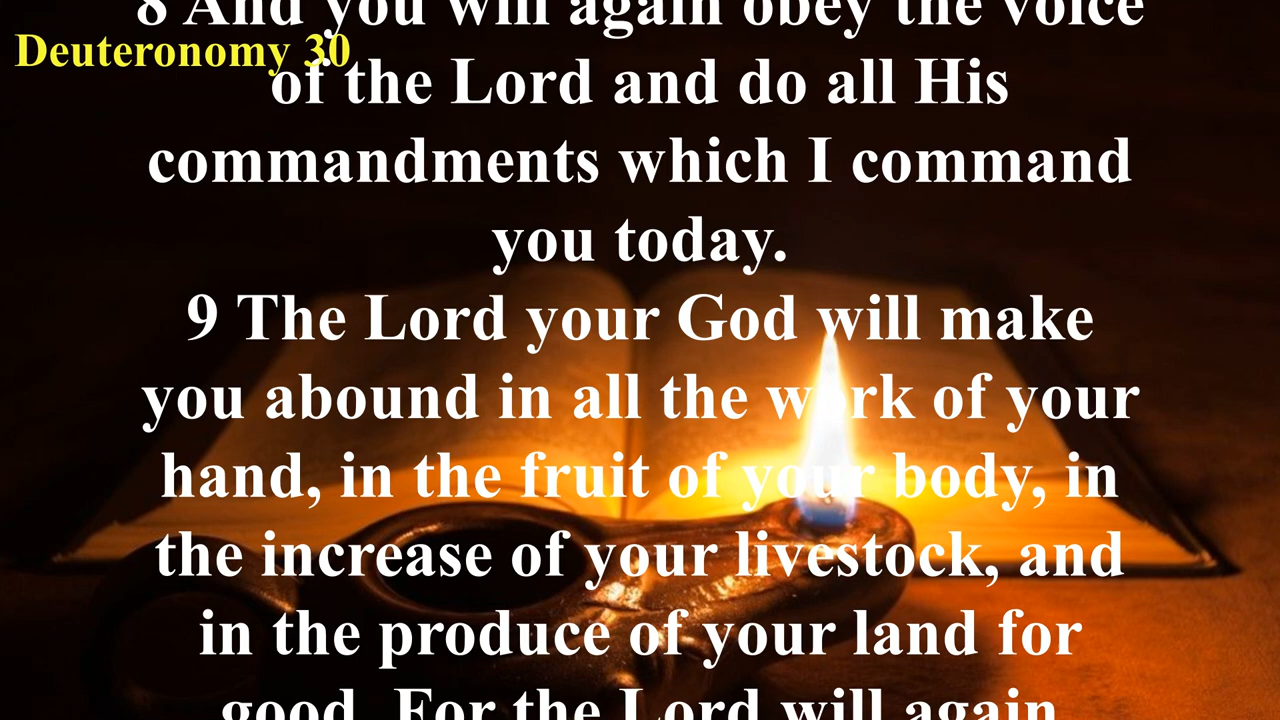 8 And you will again obey the voice
Deuteronomy 30
of the Lord and do all His
commandments which I command
you today.
9 The Lord your God will make
you abound in all the work of your
hand, in the fruit of your body, in
the increase of your livestock, and
in the produce of your land for
good. For the Lord will again